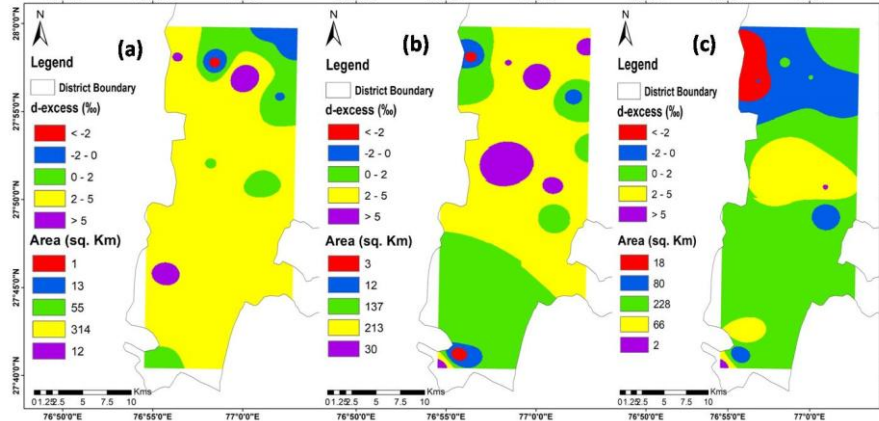 28°0'0"N
27°55'0"N
27°50'0"N
27°45'0"N
27°40'0"N
N
(a)
Legend
District Boundary
d-excess (‰)
< -2
-2 - 0
0 - 2
2 - 5
> 5
Area (sq. Km)
1
13
55
314
12
Kms
0 1.25 2.5 5 7.5 10
76°50'0"E 76°55'0"E 77°0'0"E
N
(b)
Legend
District Boundary
d-excess (‰)
< -2
-2 - 0
0 - 2
2 - 5
> 5
Area (sq. Km)
3
12
137
213
30
Kms
0 1.25 2.5 5 7.5 10
76°50'0"E 76°55'0"E 77°0'0"E
N
(c)
Legend
District Boundary
d-excess (‰)
< -2
-2 - 0
0 - 2
2 - 5
> 5
Area (sq. Km)
18
80
228
66
2
Kms
0 1.25 2.5 5 7.5 10
76°50'0"E 76°55'0"E 77°0'0"E